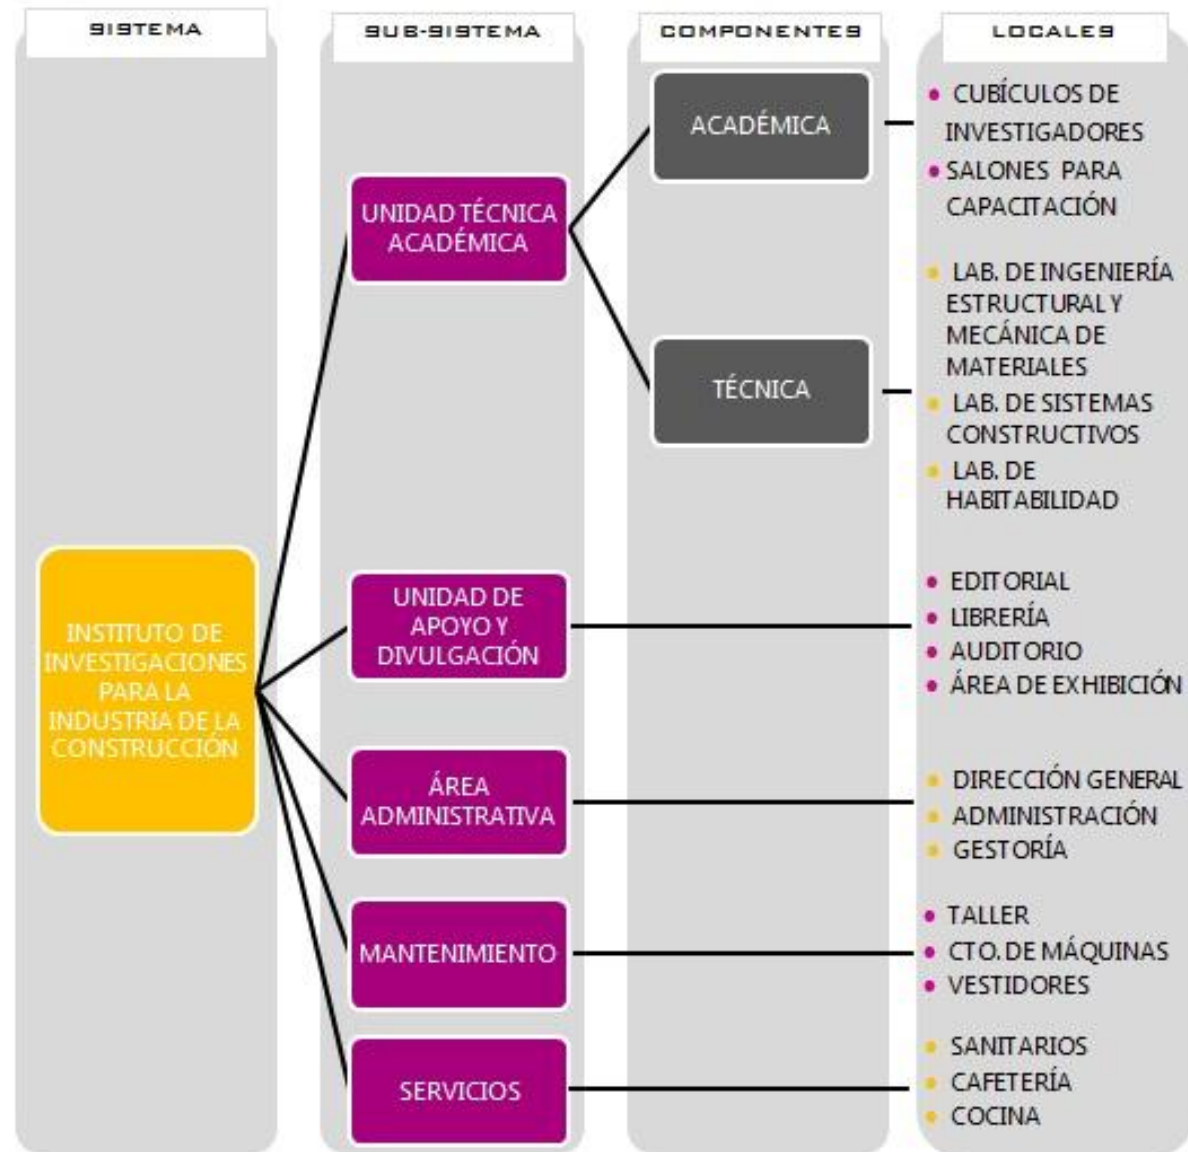 SISTEMA
SUB-SISTEMA
COMPONENTES
LOCALES
INSTITUTO DE
INVESTIGACIONES
PARA LA
INDUSTRIA DE LA
CONSTRUCCIÓN
UNIDAD TÉCNICA
ACADÉMICA
ACADÉMICA
• CUBÍCULOS DE
INVESTIGADORES
• SALONES PARA
CAPACITACIÓN
TÉCNICA
• LAB. DE INGENIERÍA
ESTRUCTURAL Y
MECÁNICA DE
MATERIALES
• LAB. DE SISTEMAS
CONSTRUCTIVOS
• LAB. DE
HABITABILIDAD
UNIDAD DE
APOYO Y
DIVULGACIÓN
• EDITORIAL
• LIBRERÍA
• AUDITORIO
• ÁREA DE EXHIBICIÓN
ÁREA
ADMINISTRATIVA
• DIRECCIÓN GENERAL
• ADMINISTRACIÓN
• GESTORÍA
MANTENIMIENTO
• TALLER
• CTO. DE MÁQUINAS
• VESTIDORES
SERVICIOS
• SANITARIOS
• CAFETERÍA
• COCINA